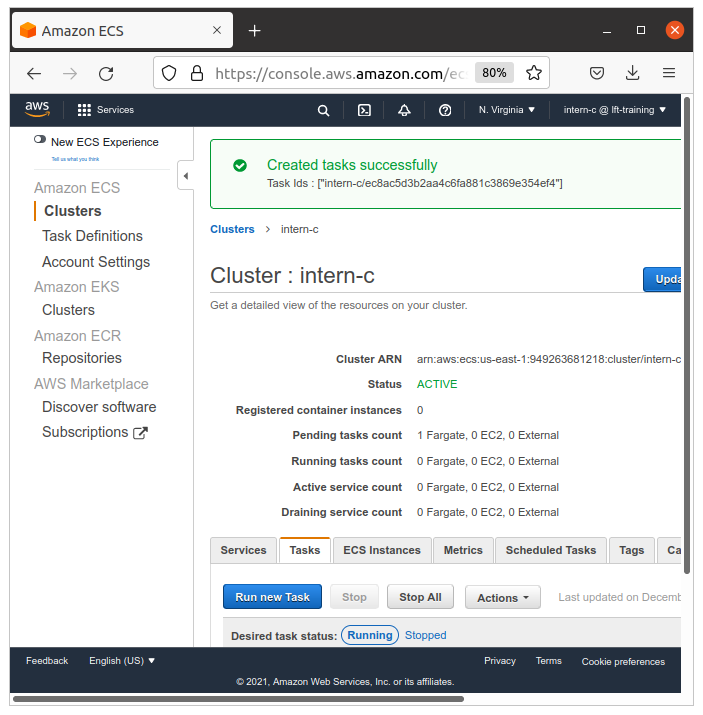 Amazon ECS
https://console.aws.amazon.com/ecs
80%
aws
Services
N. Virginia
intern-c @ lft-training
New ECS Experience
Tell us what you think
Amazon ECS
Clusters
Task Definitions
Account Settings
Amazon EKS
Clusters
Amazon ECR
Repositories
AWS Marketplace
Discover software
Subscriptions
Created tasks successfully
Task Ids : ["intern-c/ec8ac5d3b2aa4c6fa881c3869e354ef4"]
Clusters > intern-c
Cluster : intern-c
Upda
Get a detailed view of the resources on your cluster.
Cluster ARN arn:aws:ecs:us-east-1:949263681218:cluster/intern-c
Status ACTIVE
Registered container instances 0
Pending tasks count 1 Fargate, 0 EC2, 0 External
Running tasks count 0 Fargate, 0 EC2, 0 External
Active service count 0 Fargate, 0 EC2, 0 External
Draining service count 0 Fargate, 0 EC2, 0 External
Services Tasks ECS Instances Metrics Scheduled Tasks Tags Ca
Run new Task Stop Stop All Actions Last updated on Decemb
Desired task status: Running Stopped
Feedback English (US) Privacy Terms Cookie preferences
© 2021, Amazon Web Services, Inc. or its affiliates.